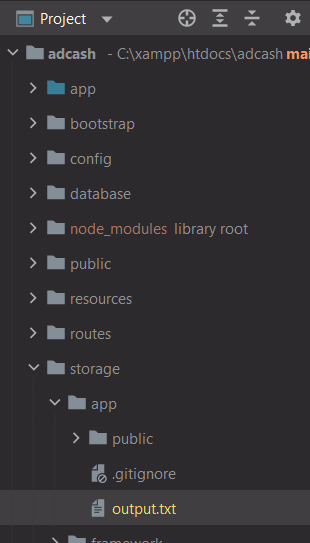 Project
adcash - C:\xampp\htdocs\adcash
app
bootstrap
config
database
node_modules library root
public
resources
routes
storage
app
public
.gitignore
output.txt
framework